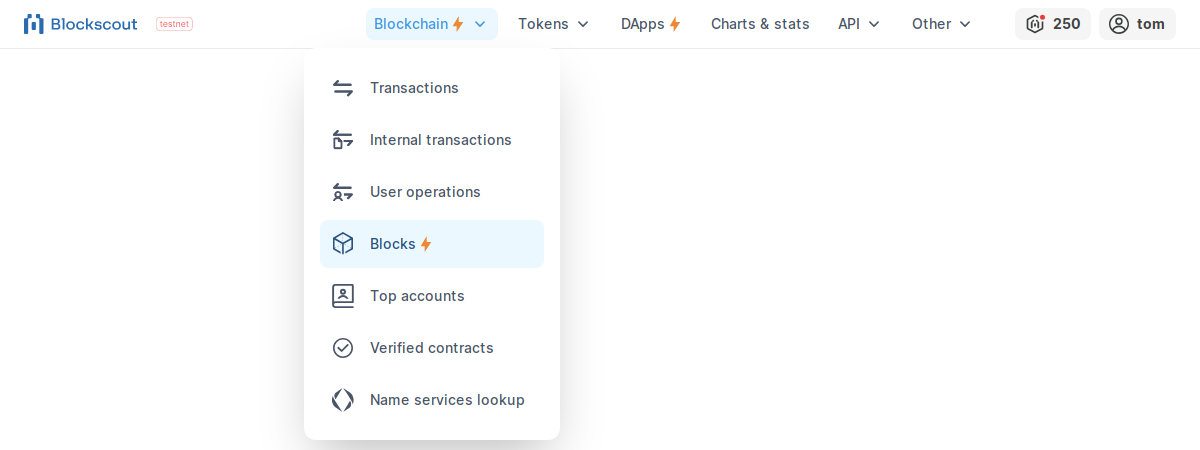 Blockscout testnet Blockchain Tokens DApps Charts & stats API Other 250 tom
Transactions
Internal transactions
User operations
Blocks
Top accounts
Verified contracts
Name services lookup